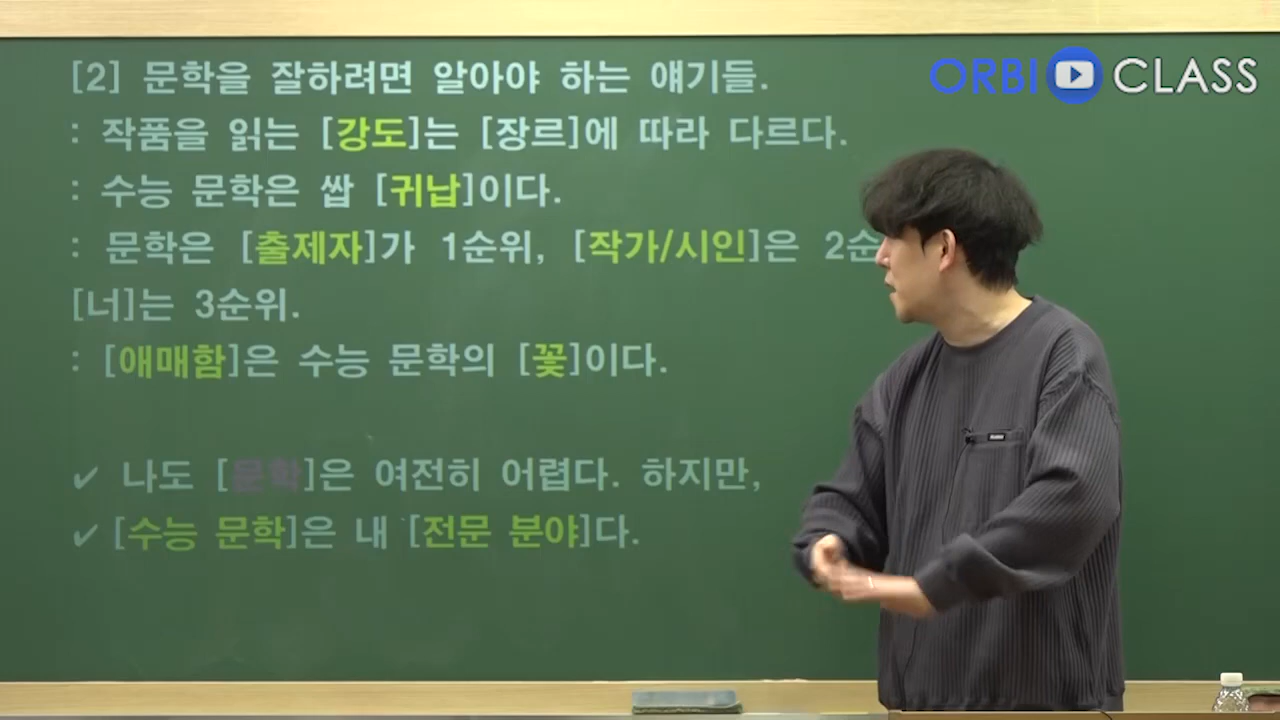 [2] 문학을 잘하려면 알아야 하는 얘기들.
ORBI CLASS
: 작품을 읽는 [강도]는 [장르]에 따라 다르다.
: 수능 문학은 쌉 [귀납]이다.
: 문학은 [출제자]가 1순위, [작가/시인]은 2순
[너]는 3순위.
: [애매함]은 수능 문학의 [꽃]이다.
✔ 나도 [문학]은 여전히 어렵다. 하지만,
✔ [수능 문학]은 내 [전문 분야]다.